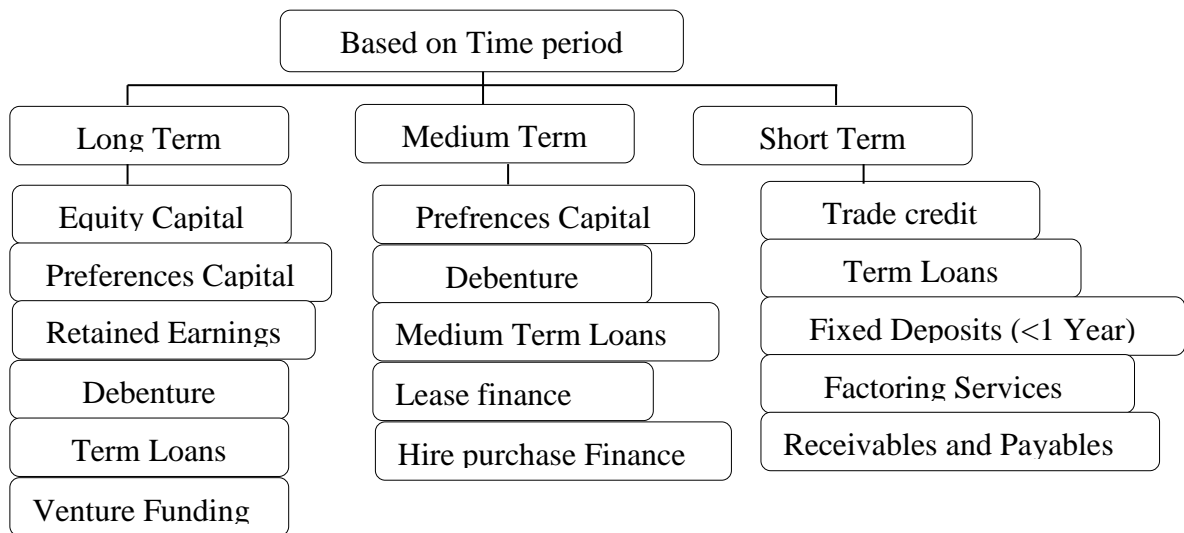 Based on Time period
Long Term
Medium Term
Short Term
Equity Capital
Preferences Capital
Retained Earnings
Debenture
Term Loans
Venture Funding
Prefrences Capital
Debenture
Medium Term Loans
Lease finance
Hire purchase Finance
Trade credit
Term Loans
Fixed Deposits (<1 Year)
Factoring Services
Receivables and Payables